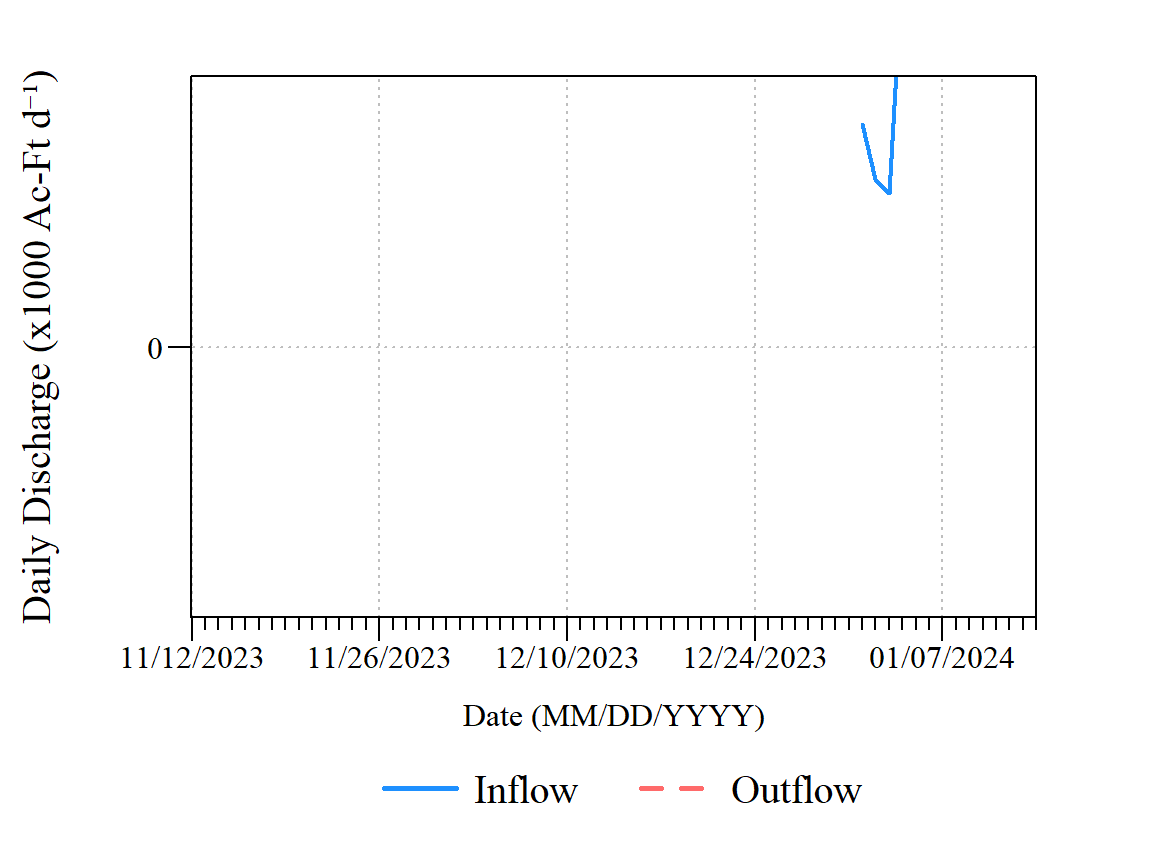 Daily Discharge (x1000 Ac-Ft d⁻¹)
0
11/12/2023 11/26/2023 12/10/2023 12/24/2023 01/07/2024
Date (MM/DD/YYYY)
Inflow Outflow